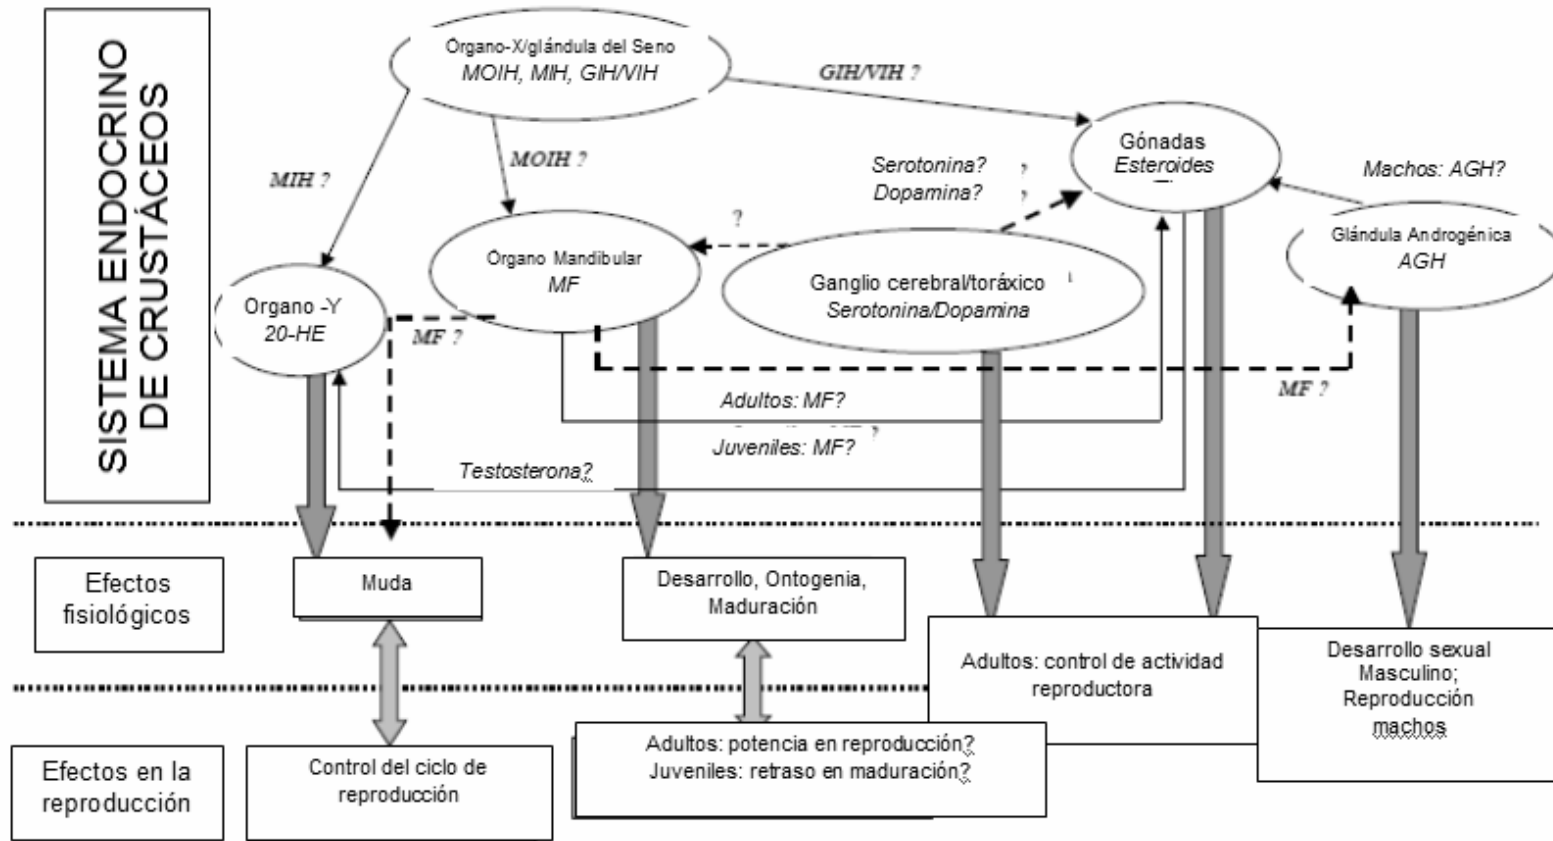 SISTEMA ENDOCRINO
DE CRUSTÁCEOS
Órgano-X/glándula del Seno
MOIH, MIH, GIH/VIH
GIH/VIH ?
MOIH ?
MIH ?
Serotonina?
Dopamina?
?
?
Gónadas
Esteroides
Machos: AGH?
Glándula Androgénica
AGH
?
Órgano Mandibular
MF
Ganglio cerebral/toráxico
Serotonina/Dopamina
Organo -Y
20-HE
MF ?
MF ?
Adultos: MF?
?
Juveniles: MF?
Testosterona?
Efectos
fisiológicos
Muda
Desarrollo, Ontogenia,
Maduración
Adultos: control de actividad
reproductora
Desarrollo sexual
Masculino;
Reproducción
machos
Efectos en la
reproducción
Control del ciclo de
reproducción
Adultos: potencia en reproducción?
Juveniles: retraso en maduración?